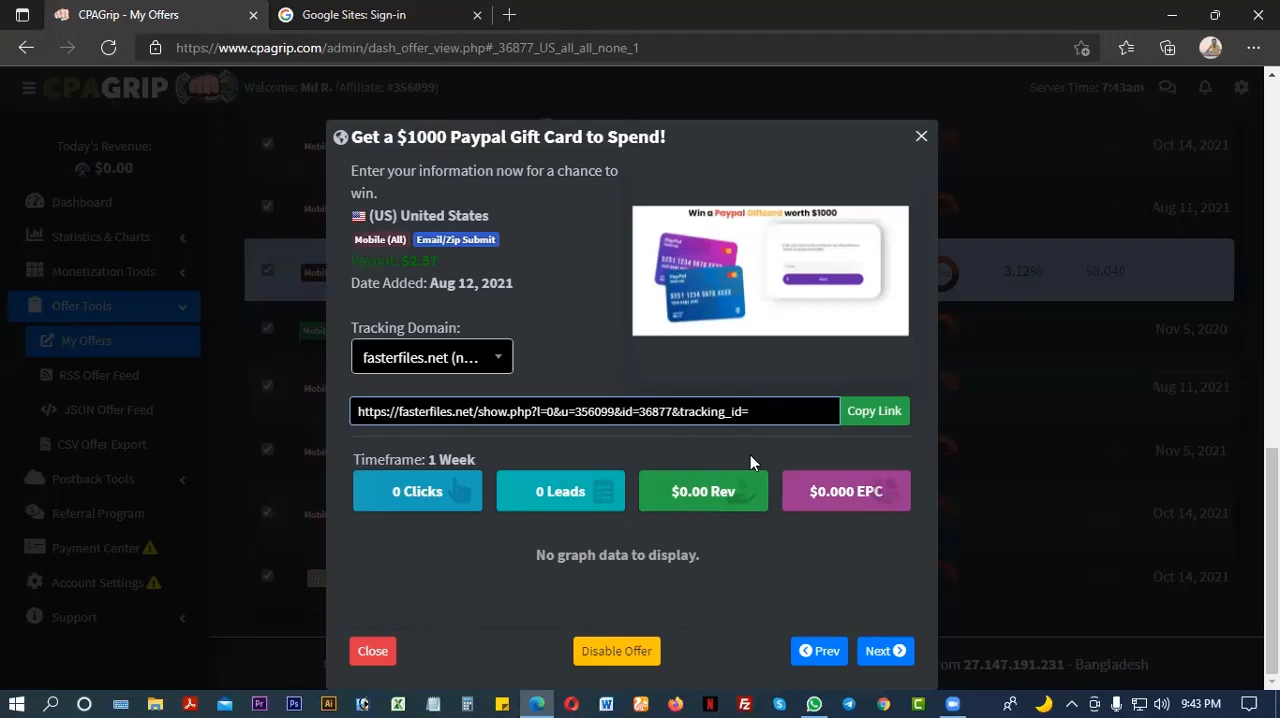 CPAGrip - My Offers
Google Sites: Sign-in
https://www.cpagrip.com/admin/dash_offer_view.php#_36877_US_all_all_none_1
CPAGRIP
Welcome: Md R. (Affiliate: #356099)
Server Time: 7:43am
Today's Revenue:
$0.00
Dashboard
Statistics & Charts
Monetization Tools
Offer Tools
My Offers
RSS Offer Feed
JSON Offer Feed
CSV Offer Export
Postback Tools
Referral Program
Payment Center
Account Settings
Support
Get a $1000 Paypal Gift Card to Spend!
Enter your information now for a chance to
win.
(US) United States
Mobile (All) Email/Zip Submit
Payout: $2.57
Date Added: Aug 12, 2021
Win a Paypal Giftcard worth $1000
Tracking Domain:
fasterfiles.net (n...
https://fasterfiles.net/show.php?l=0&u=356099&id=36877&tracking_id=
Copy Link
Timeframe: 1 Week
0 Clicks
0 Leads
$0.00 Rev
$0.000 EPC
No graph data to display.
Close
Disable Offer
Prev
Next
Oct 14, 2021
Aug 11, 2021
3.12%
$0.040
Nov 5, 2020
Aug 11, 2021
Nov 5, 2021
Oct 14, 2021
Oct 14, 2021
from 27.147.191.231 - Bangladesh
9:43 PM